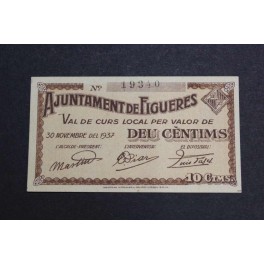 Nº 19340
AJUNTAMENT DE FIGUERES
VAL DE CURS LOCAL PER VALOR DE
30 NOVEMBRE DEL 1937 DEU CÈNTIMS
L'ALCALDE-PRESIDENT: L'INTERVENTOR: EL DIPOSITARI:
10 CTMS